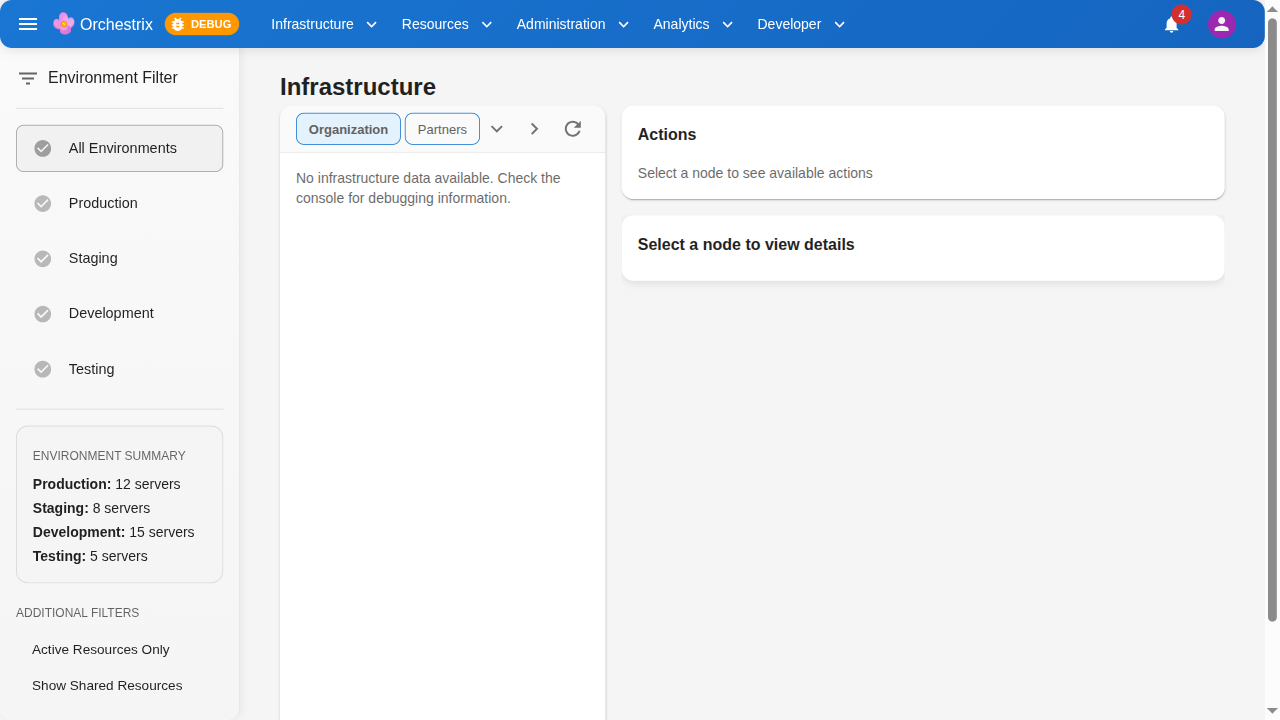 Orchestrix
DEBUG
Infrastructure
Resources
Administration
Analytics
Developer
4
Environment Filter
All Environments
Production
Staging
Development
Testing
ENVIRONMENT SUMMARY
Production: 12 servers
Staging: 8 servers
Development: 15 servers
Testing: 5 servers
ADDITIONAL FILTERS
Active Resources Only
Show Shared Resources
Infrastructure
Organization
Partners
No infrastructure data available. Check the
console for debugging information.
Actions
Select a node to see available actions
Select a node to view details